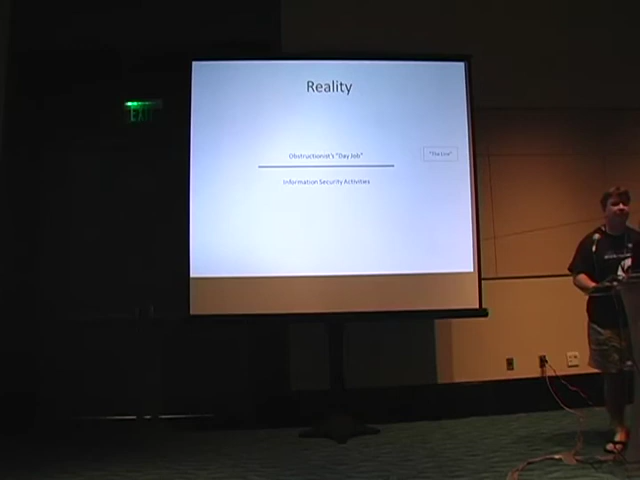 Reality
Obstructionist's "Day Job"
"The Line"
Information Security Activities
EXIT